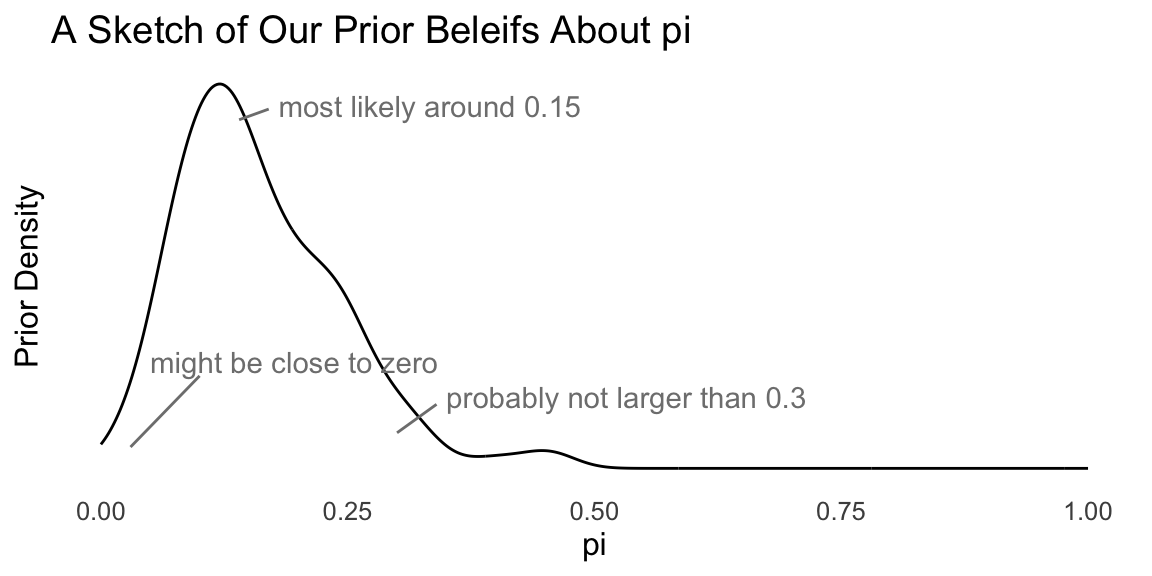 A Sketch of Our Prior Beleifs About pi
most likely around 0.15
Prior Density
might be close to zero
probably not larger than 0.3
0.00 0.25 0.50 0.75 1.00
pi